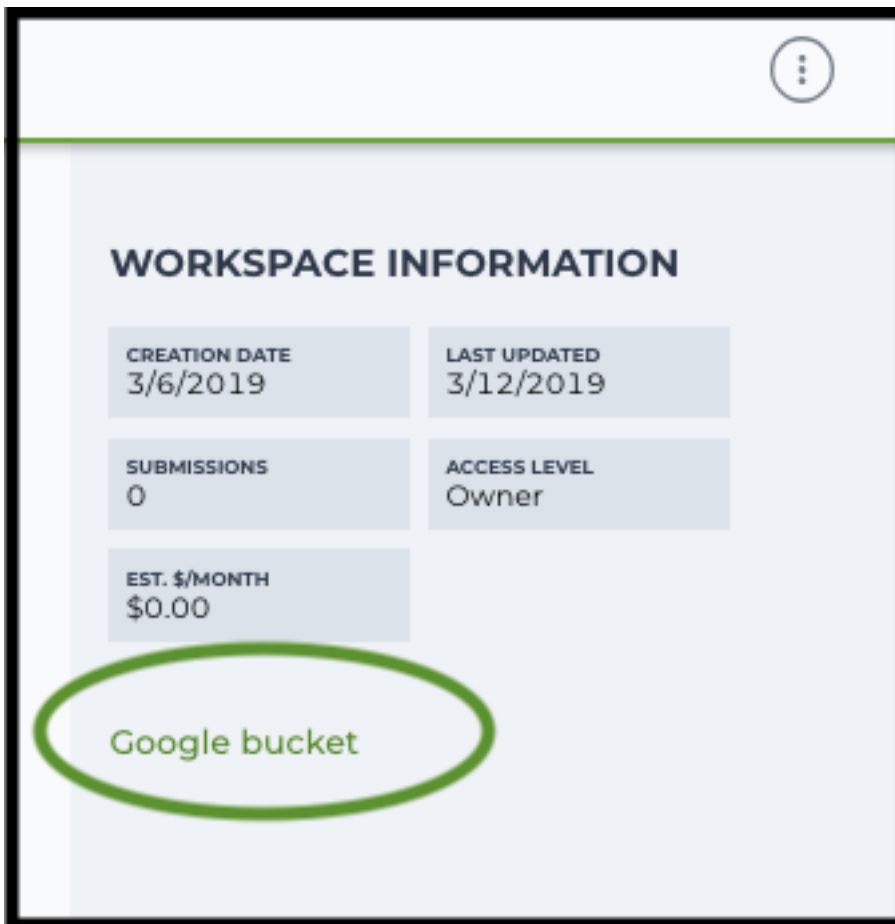 WORKSPACE INFORMATION
CREATION DATE
3/6/2019
LAST UPDATED
3/12/2019
SUBMISSIONS
0
ACCESS LEVEL
Owner
EST. $/MONTH
$0.00
Google bucket